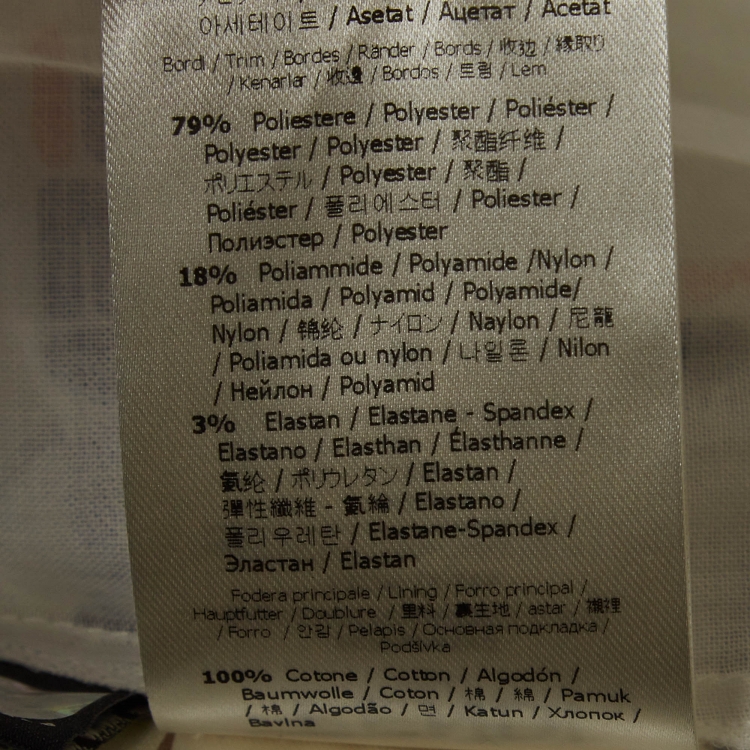 아세테이트 / Asetat / Ацетат / Acetat
Bordi / Trim / Bordes / Ränder / Bords / 收边 / 縁取り
/ Kenarlar / 收邊 / Bordos / 트림 / Lem
79% Poliestere / Polyester / Poliéster /
Polyester / Polyester / 聚酯纤维 /
ポリエステル / Polyester / 聚酯 /
Poliéster / 폴리에스터 / Poliester /
Полиэстер / Polyester
18% Poliammide / Polyamide /Nylon /
Poliamida / Polyamid / Polyamide/
Nylon / 锦纶 / ナイロン / Naylon / 尼龍
/ Poliamida ou nylon / 나일론 / Nilon
/ Нейлон / Polyamid
3% Elastan / Elastane - Spandex /
Elastano / Elasthan / Élasthanne /
氨纶 / ポリウレタン / Elastan /
彈性纖維 - 氨綸 / Elastano /
폴리우레탄 / Elastane-Spandex /
Эластан / Elastan
Fodera principale / Lining / Forro principal /
Hauptfutter / Doublure / 里料 / 裏生地 / astar / 襯裡
/ Forro / 안감 / Pelapis / Основная подкладка /
Podšívka
100% Cotone / Cotton / Algodón /
Baumwolle / Coton / 棉 / 綿 / Pamuk
/ 棉 / Algodão / 면 / Katun / Хлопок /
Bavlna